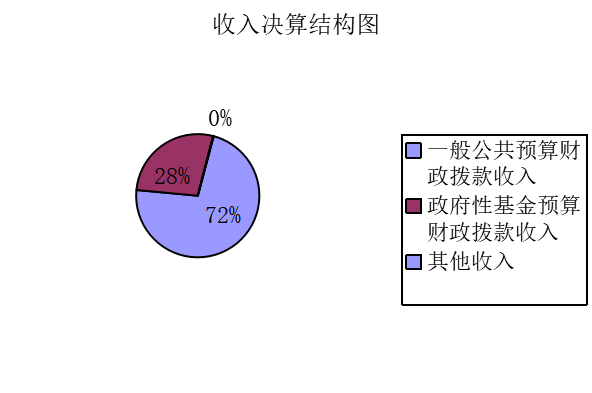 收入决算结构图
0%
28%
72%
一般公共预算财
政拨款收入
政府性基金预算
财政拨款收入
其他收入